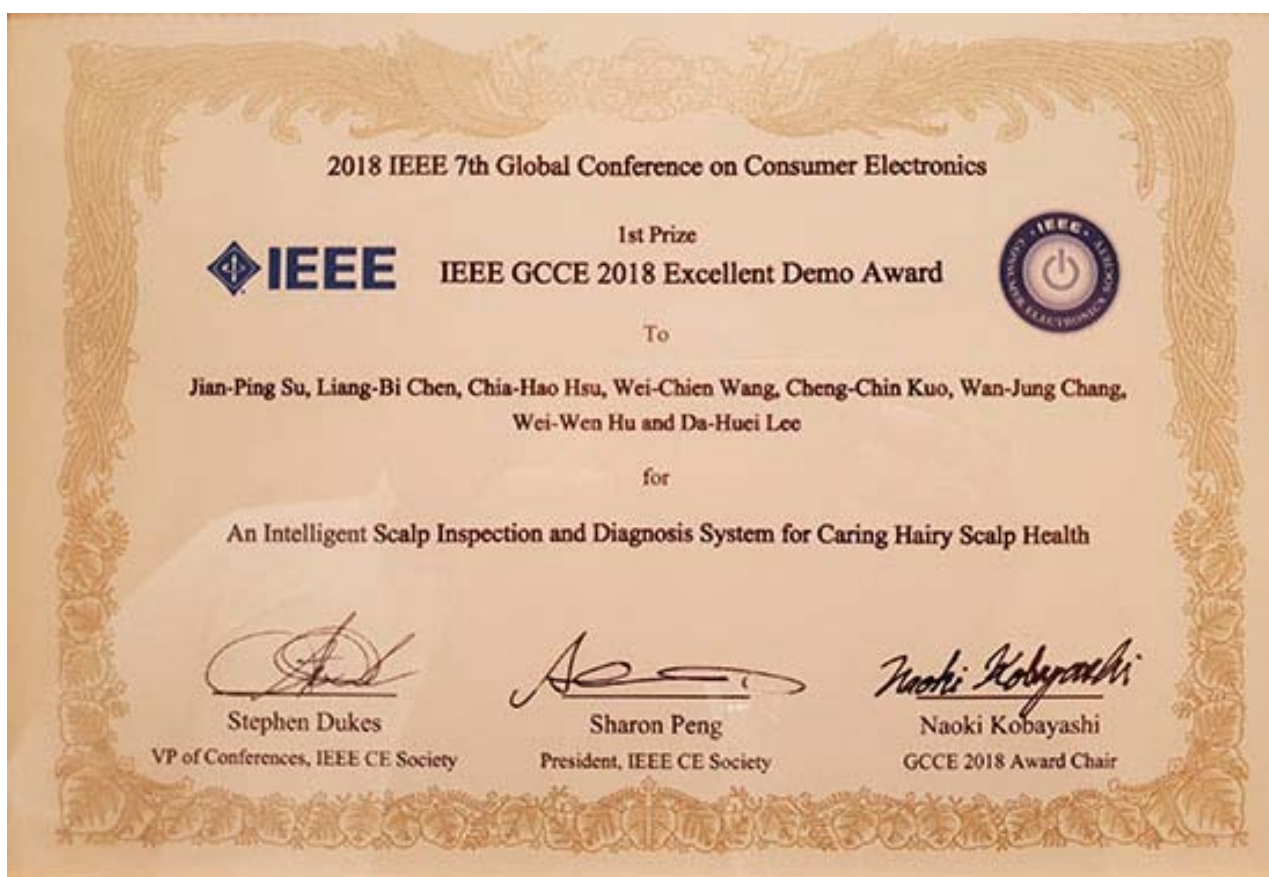 2018 IEEE 7th Global Conference on Consumer Electronics
1st Prize
IEEE
IEEE GCCE 2018 Excellent Demo Award
· IEEE ·
CONSUMER ELECTRONICS SOCIETY
To
Jian-Ping Su, Liang-Bi Chen, Chia-Hao Hsu, Wei-Chien Wang, Cheng-Chin Kuo, Wan-Jung Chang,
Wei-Wen Hu and Da-Huei Lee
for
An Intelligent Scalp Inspection and Diagnosis System for Caring Hairy Scalp Health
Naoki Kobayashi
Stephen Dukes
Sharon Peng
Naoki Kobayashi
VP of Conferences, IEEE CE Society
President, IEEE CE Society
GCCE 2018 Award Chair